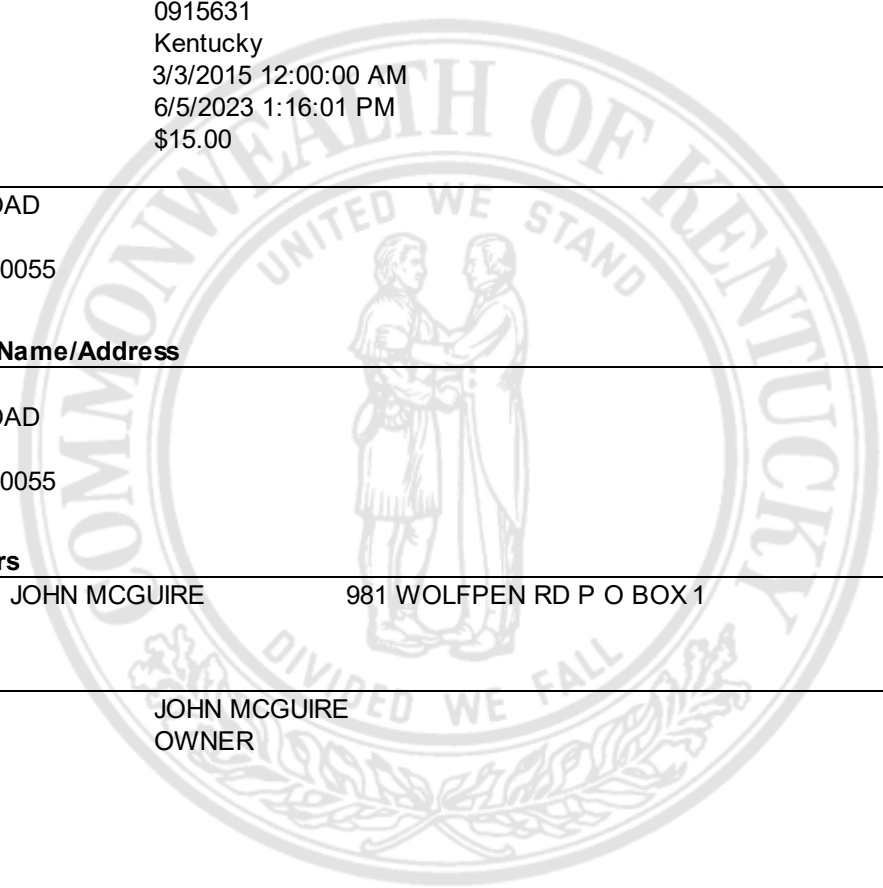 0915631
Kentucky
3/3/2015 12:00:00 AM
6/5/2023 1:16:01 PM
$15.00
OAD
0055
Name/Address
OAD
0055
rs
JOHN MCGUIRE 981 WOLFPEN RD P O BOX 1
JOHN MCGUIRE
OWNER
COMMONWEALTH OF KENTUCKY
UNITED WE STAND
DIVIDED WE FALL